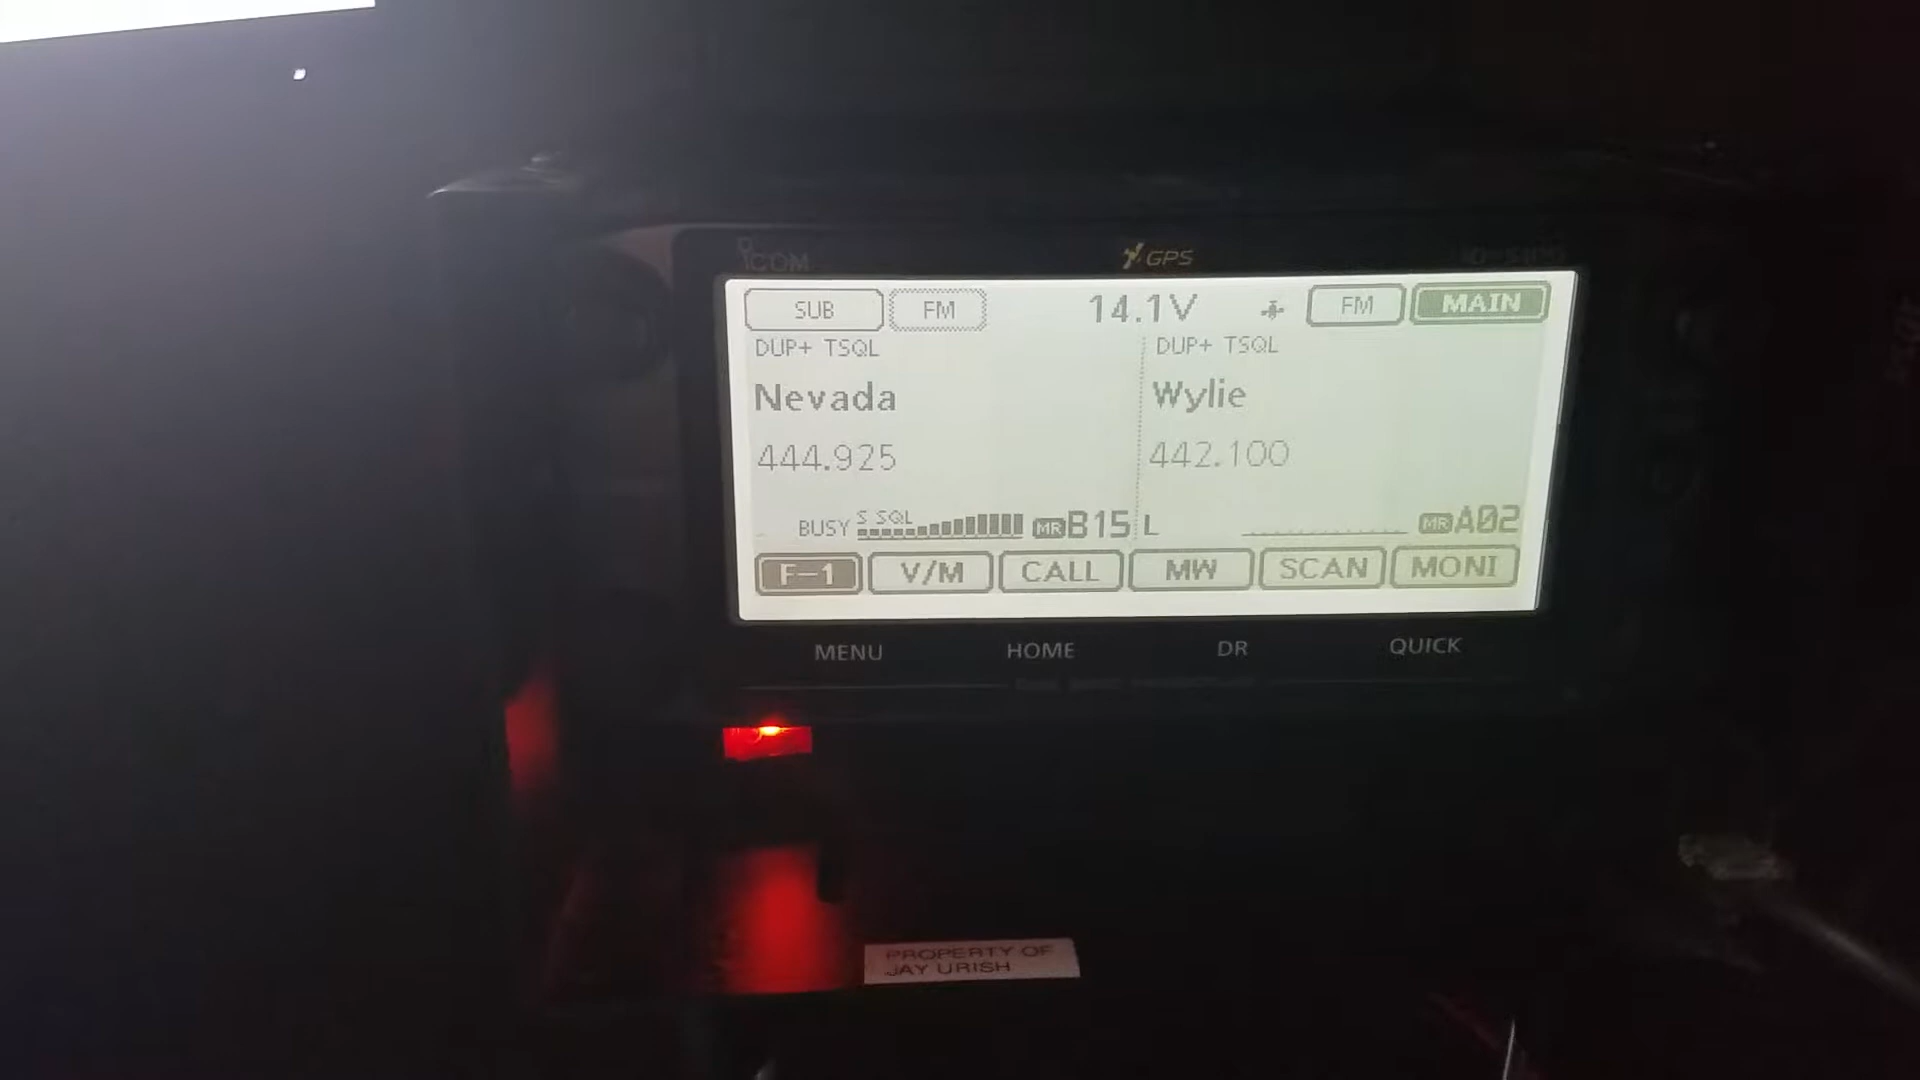 ICOM
GPS
SUB FM 14.1V FM MAIN
DUP+ TSQL
Nevada
444.925
BUSY S SQL MR B15
DUP+ TSQL
Wylie
442.100
L MR A02
F-1 V/M CALL MW SCAN MONI
MENU HOME DR QUICK
PROPERTY OF
JAY URISH